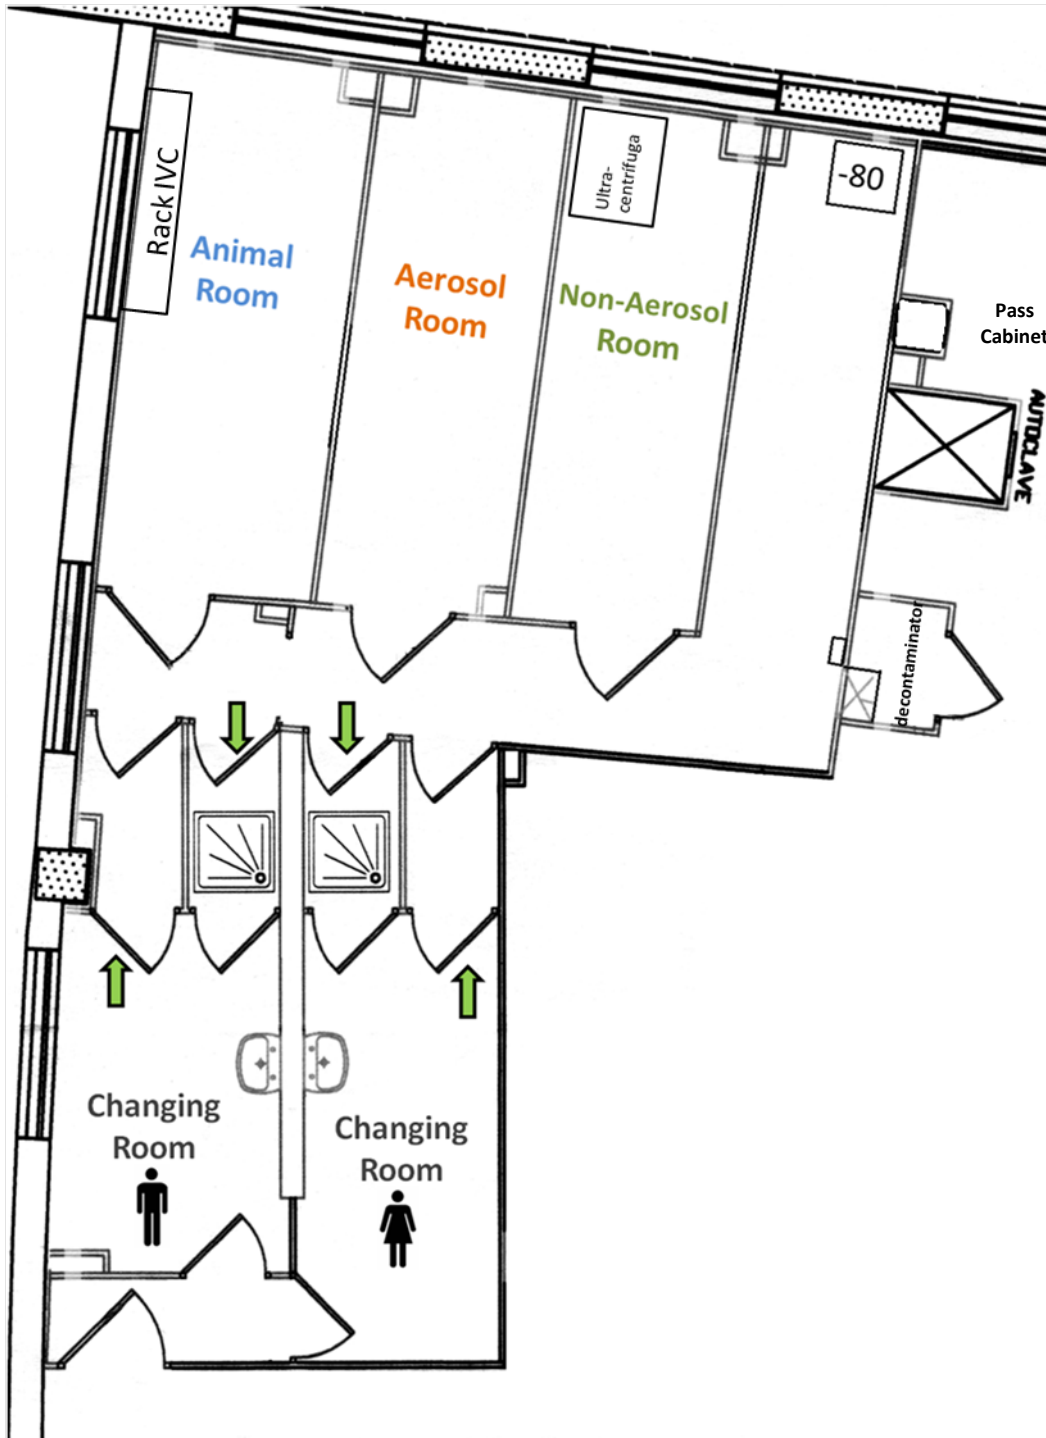 Rack IVC
Animal
Room
Aerosol
Room
Ultra-
centrífuga
Non-Aerosol
Room
-80
Pass
Cabinet
AUTOCLAVE
decontaminator
Changing
Room
Changing
Room